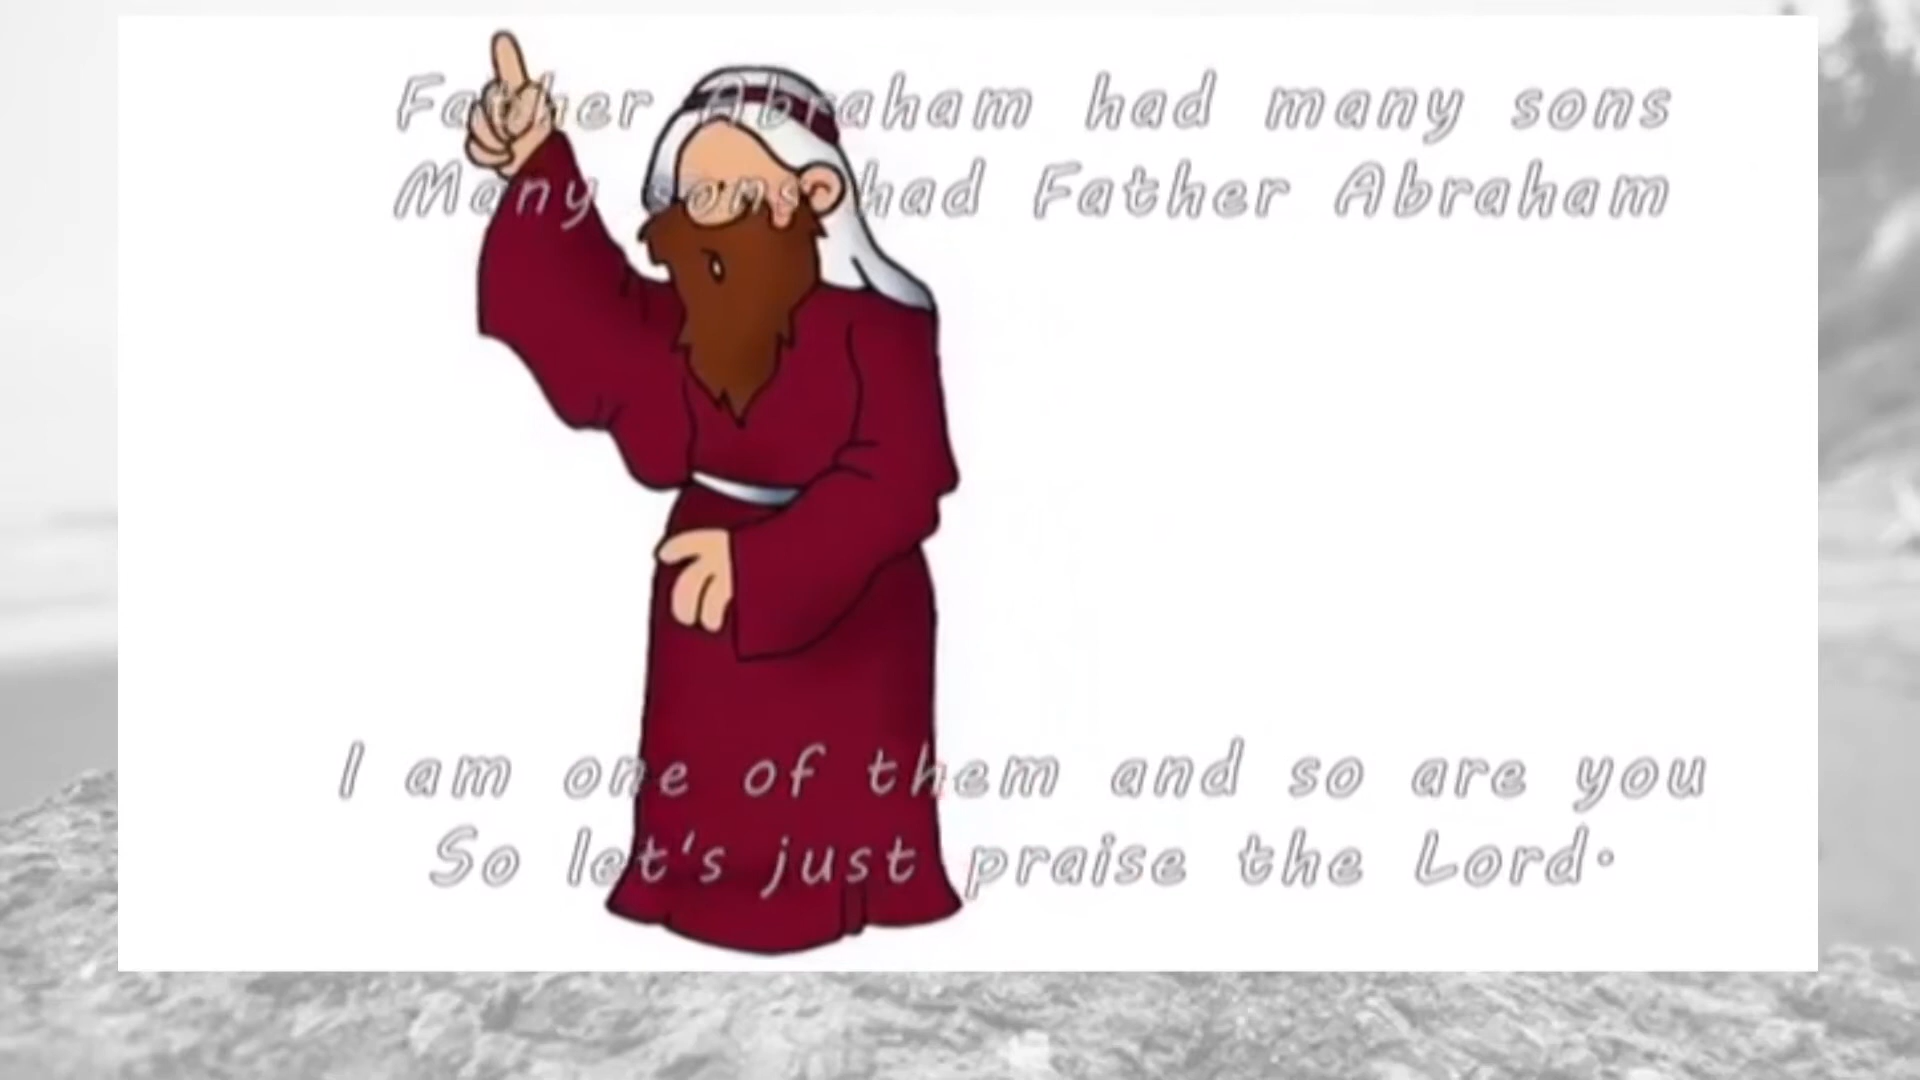 Father Abraham had many sons
Many sons had Father Abraham
I am one of them and so are you
So let's just praise the Lord.